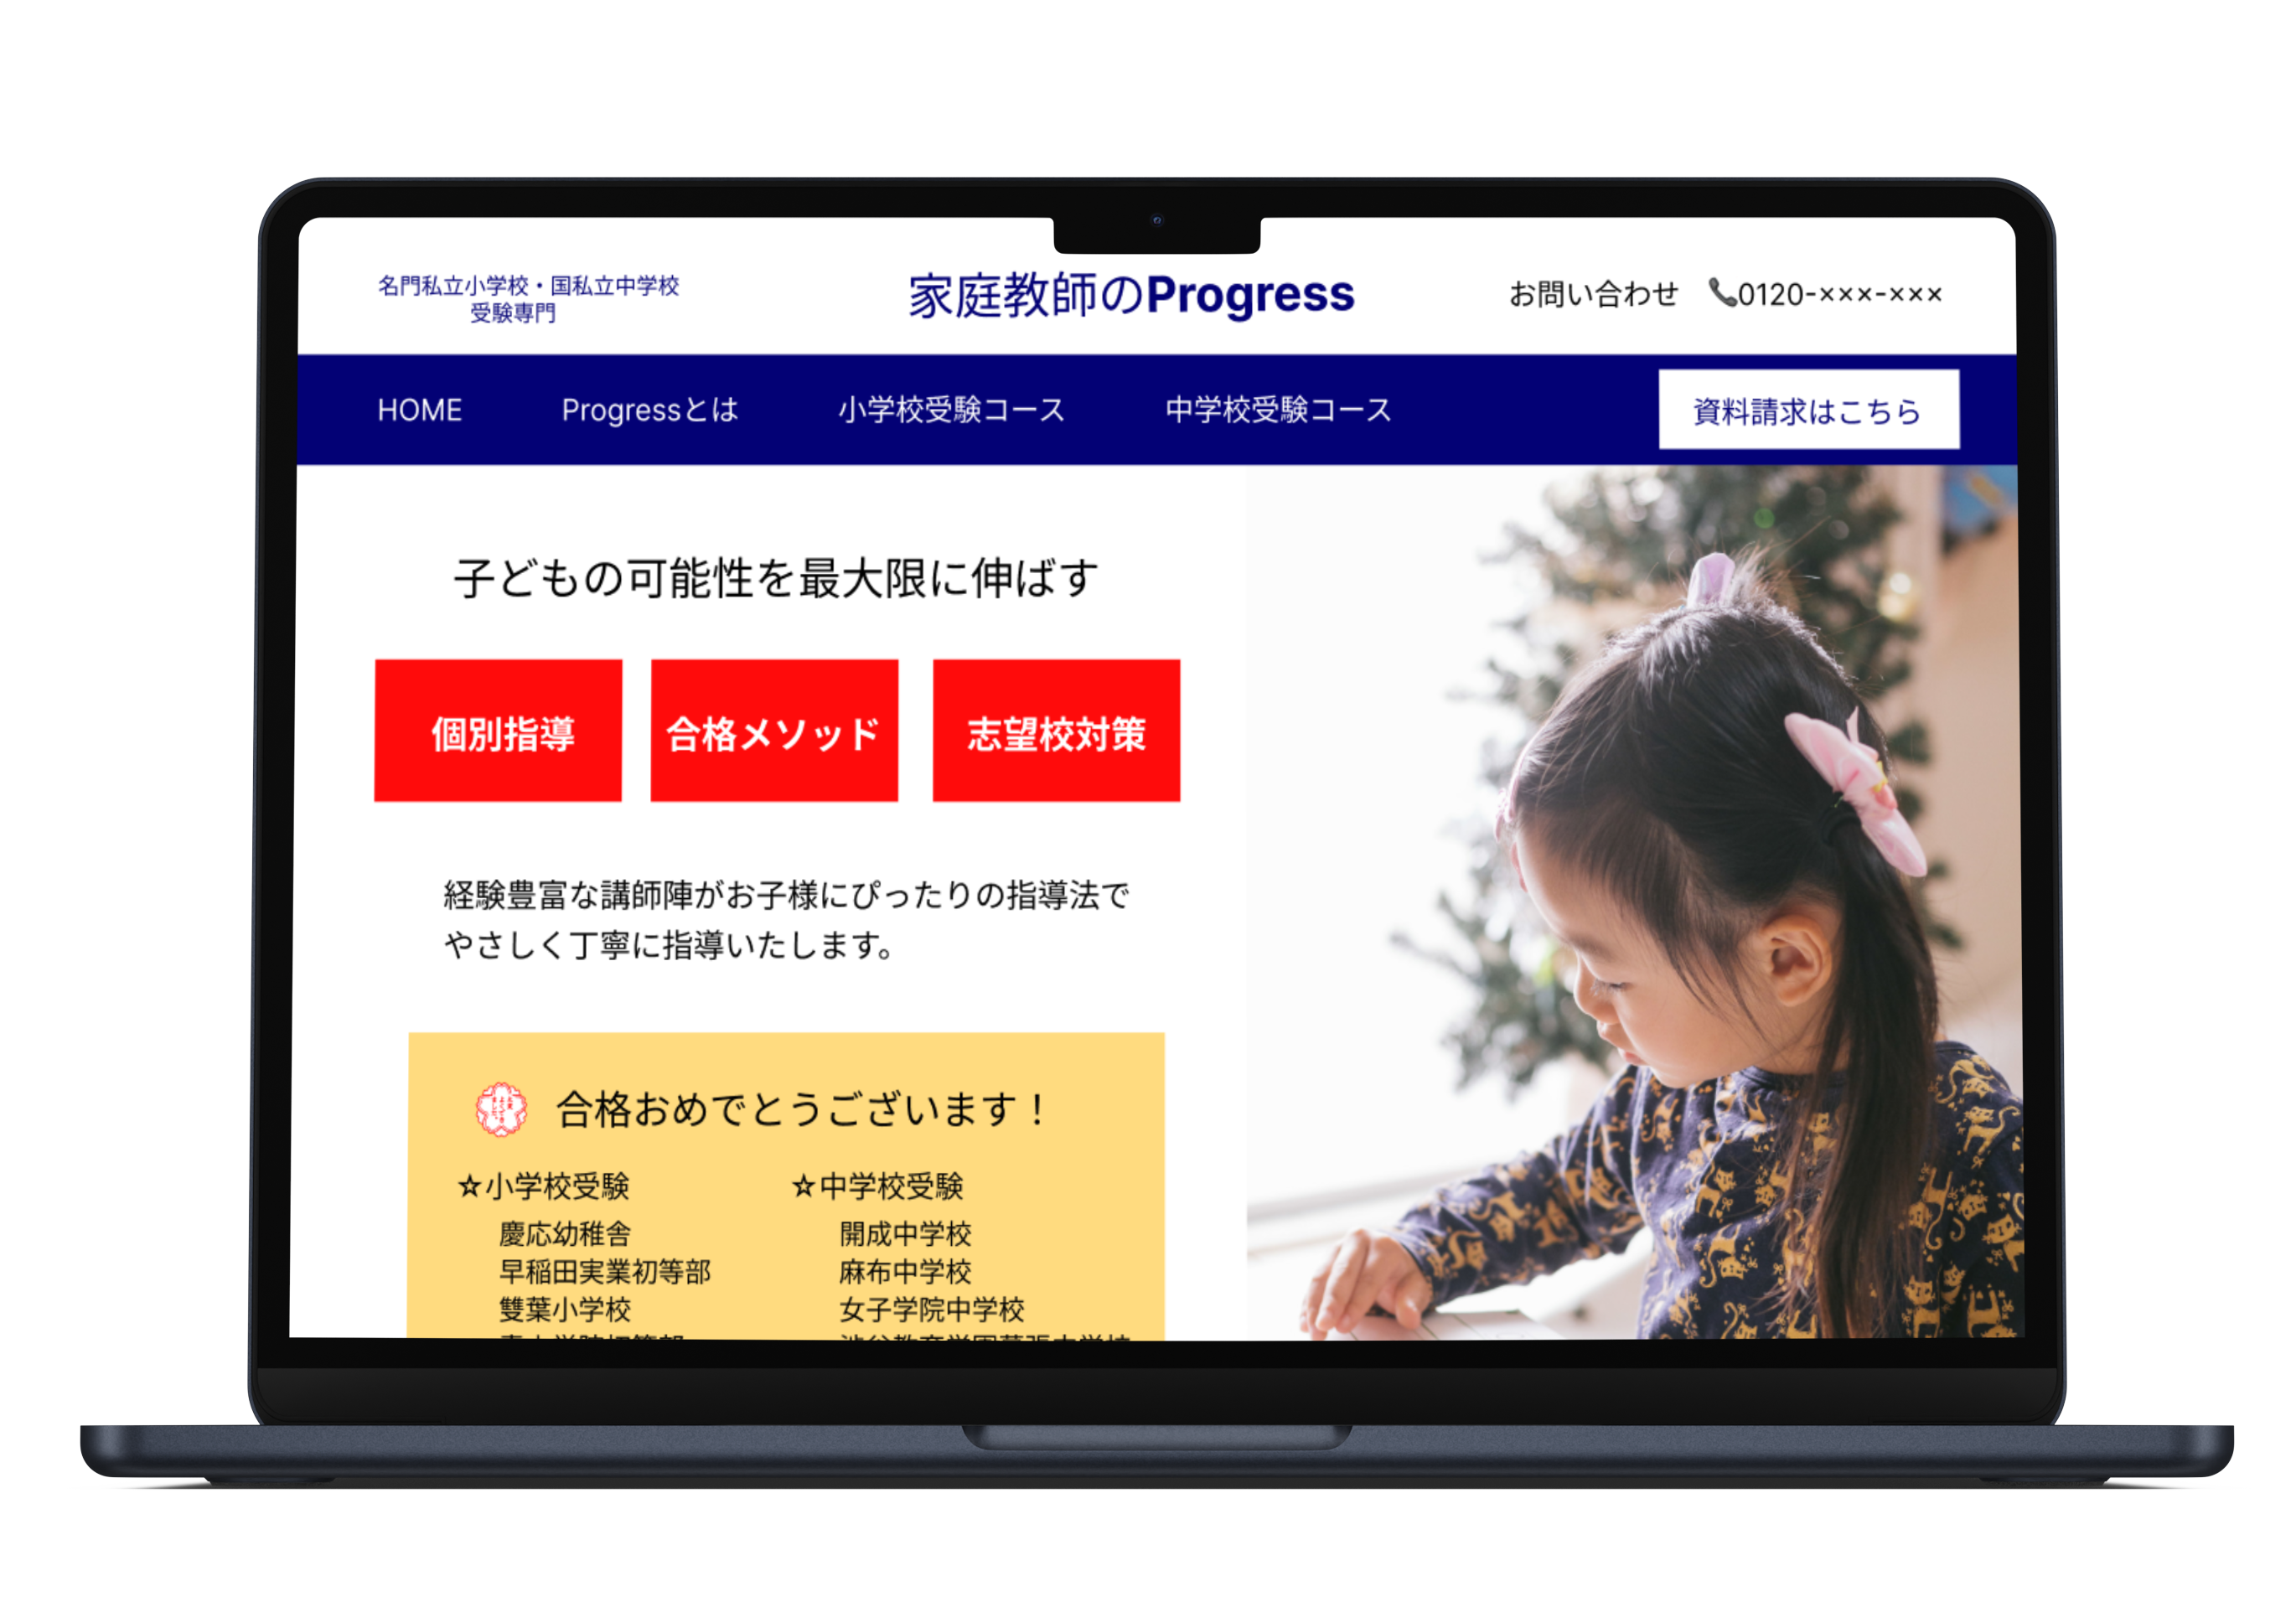 名門私立小学校・国私立中学校
受験専門
家庭教師のProgress
お問い合わせ 📞0120-×××-×××
HOME Progressとは 小学校受験コース 中学校受験コース 資料請求はこちら
子どもの可能性を最大限に伸ばす
個別指導 合格メソッド 志望校対策
経験豊富な講師陣がお子様にぴったりの指導法で
やさしく丁寧に指導いたします。
合格おめでとうございます！
☆小学校受験
慶応幼稚舎
早稲田実業初等部
雙葉小学校
☆中学校受験
開成中学校
麻布中学校
女子学院中学校